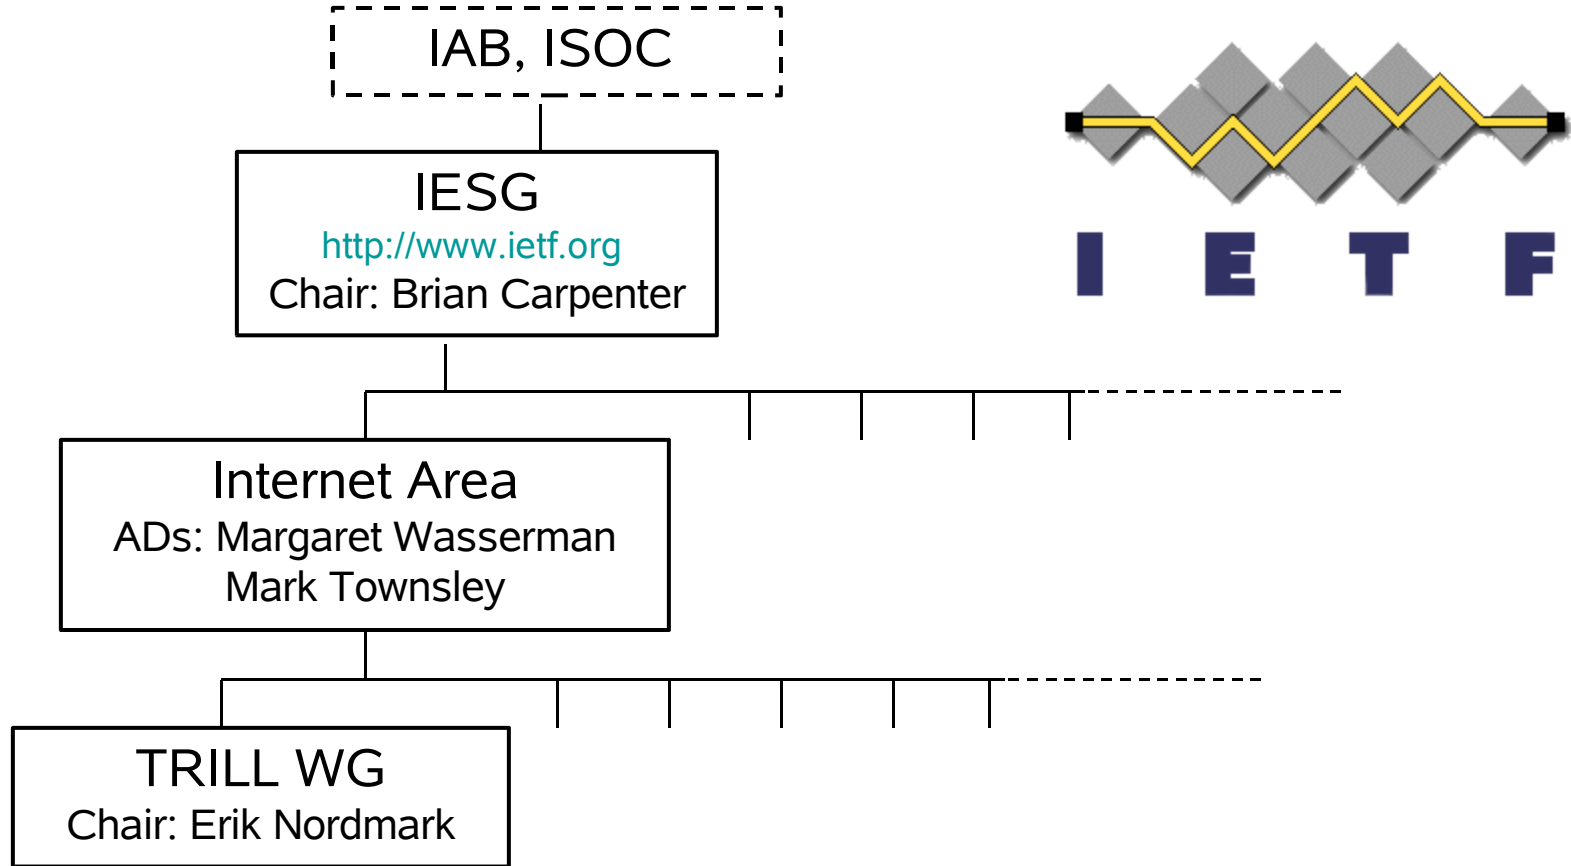 IAB, ISOC
IESG
http://www.ietf.org
Chair: Brian Carpenter
I E T F
Internet Area
ADs: Margaret Wasserman
Mark Townsley
TRILL WG
Chair: Erik Nordmark